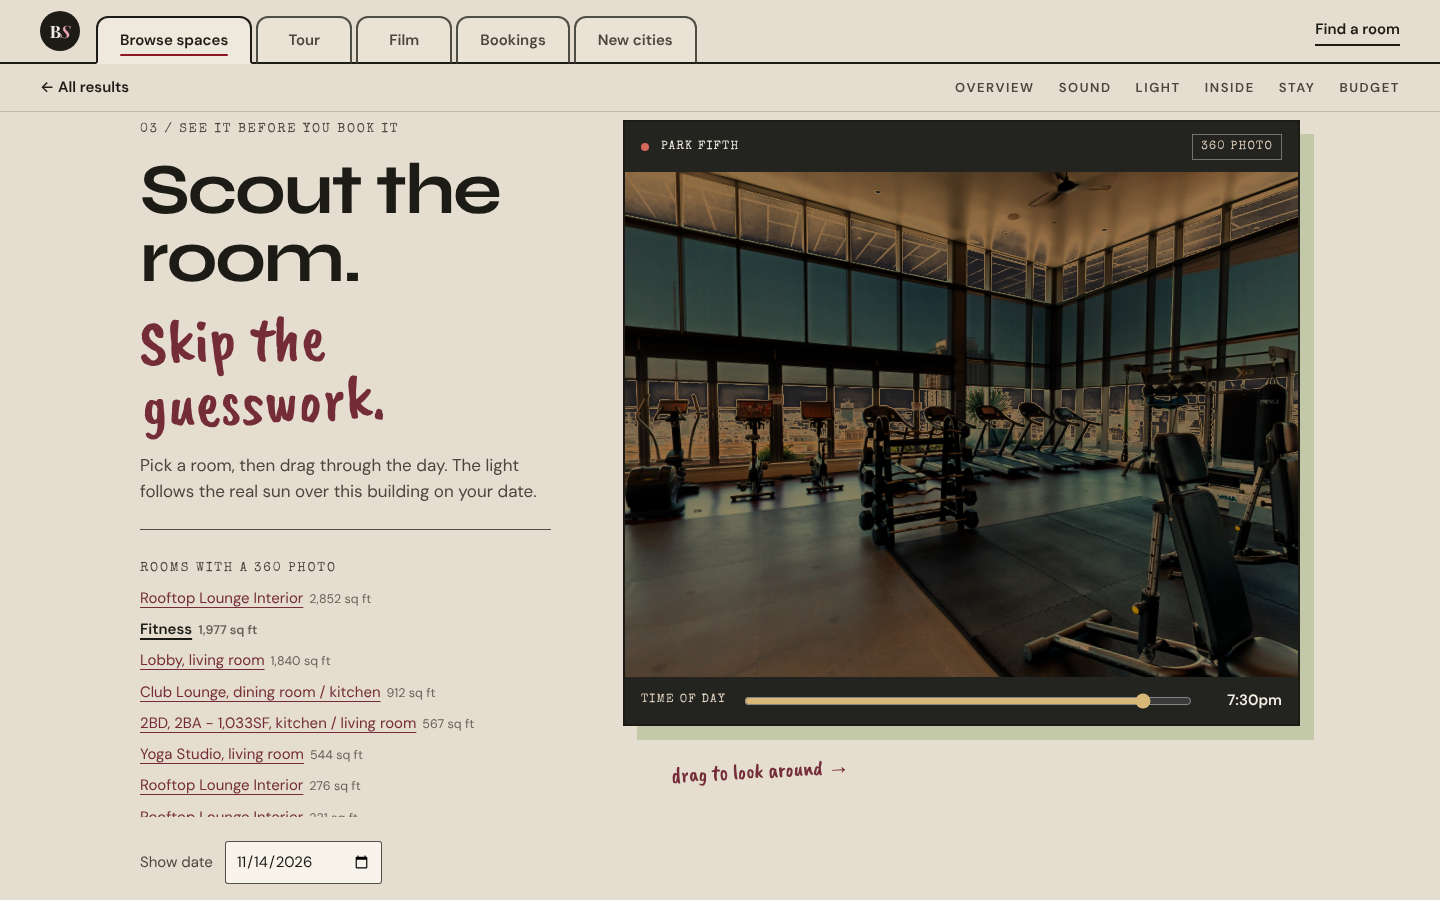 BS
Browse spaces
Tour
Film
Bookings
New cities
Find a room
← All results
OVERVIEW
SOUND
LIGHT
INSIDE
STAY
BUDGET
03 / SEE IT BEFORE YOU BOOK IT
Scout the
room.
Skip the
guesswork.
Pick a room, then drag through the day. The light
follows the real sun over this building on your date.
ROOMS WITH A 360 PHOTO
Rooftop Lounge Interior 2,852 sq ft
Fitness 1,977 sq ft
Lobby, living room 1,840 sq ft
Club Lounge, dining room / kitchen 912 sq ft
2BD, 2BA - 1,033SF, kitchen / living room 567 sq ft
Yoga Studio, living room 544 sq ft
Rooftop Lounge Interior 276 sq ft
Rooftop Lounge Interior
Show date
11/14/2026
PARK FIFTH
360 PHOTO
TIME OF DAY
7:30pm
drag to look around →